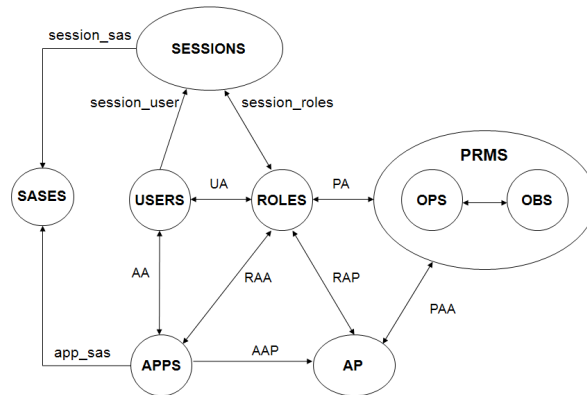 session_sas
SESSIONS
session_user
session_roles
PRMS
SASES
USERS
UA
ROLES
PA
OPS
OBS
AA
RAA
RAP
PAA
app_sas
APPS
AAP
AP